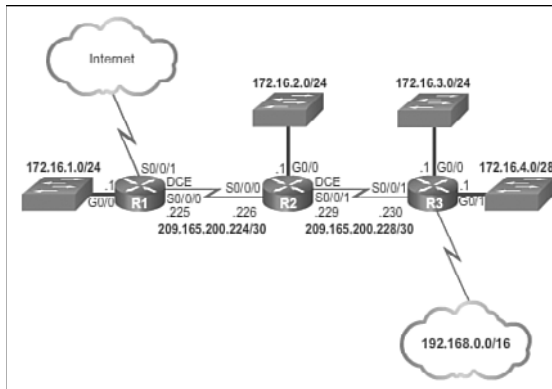 Internet
172.16.2.0/24
172.16.3.0/24
172.16.1.0/24
S0/0/1
.1
G0/0
.1
G0/0
172.16.4.0/28
.1
G0/0
R1
DCE
S0/0/0
.225
S0/0/0
.226
R2
DCE
S0/0/1
.229
S0/0/1
.230
R3
.1
G0/1
209.165.200.224/30
209.165.200.228/30
192.168.0.0/16